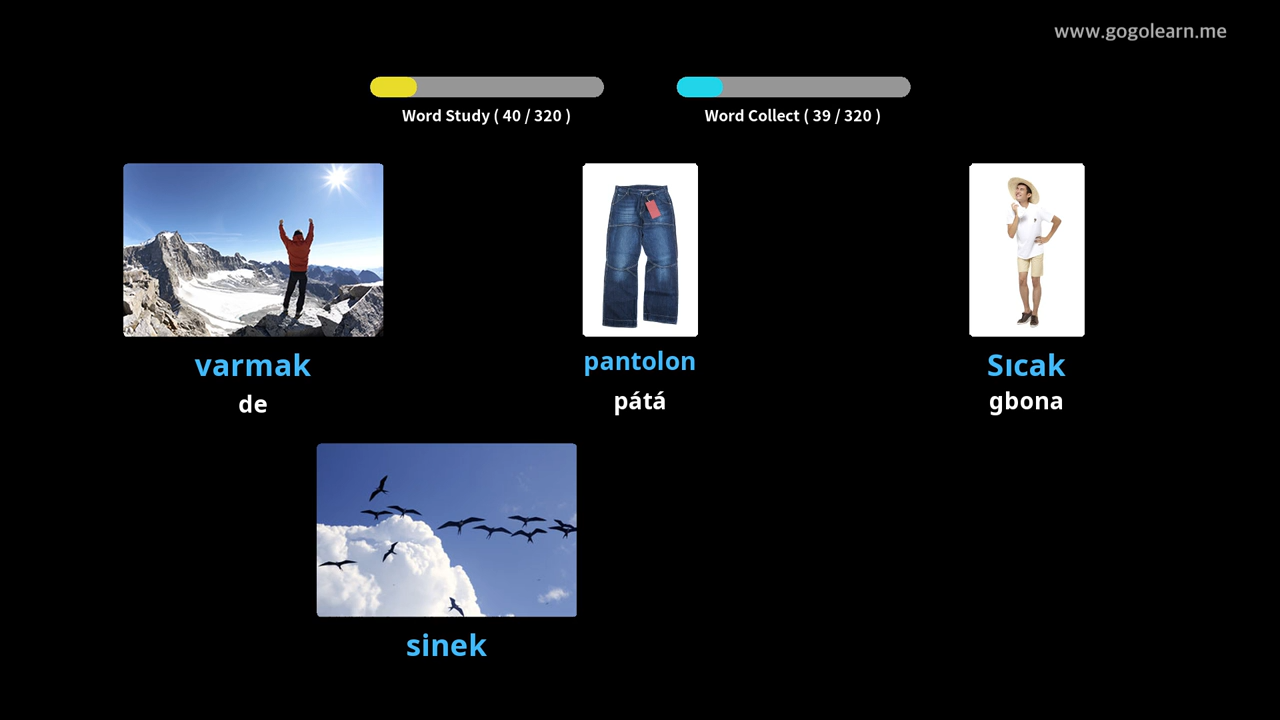 www.gogolearn.me
Word Study ( 40 / 320 )
Word Collect ( 39 / 320 )
varmak
de
pantolon
pátá
Sıcak
gbona
sinek